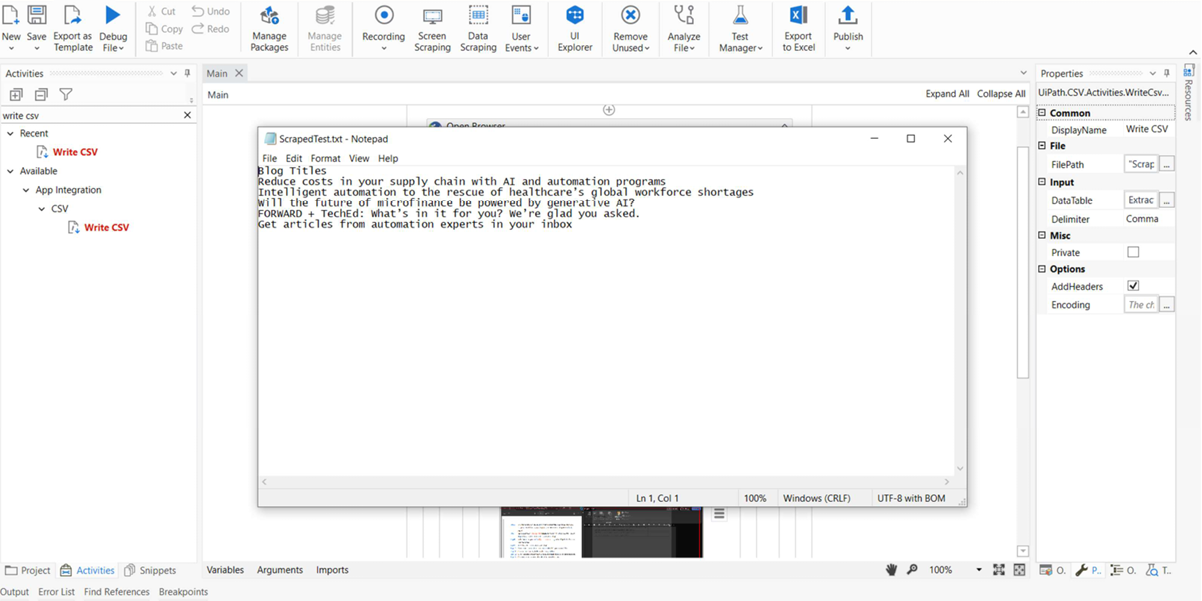 New
Save
Export as Template
Debug File
Cut
Copy
Paste
Undo
Redo
Manage Packages
Manage Entities
Recording
Screen Scraping
Data Scraping
User Events
UI Explorer
Remove Unused
Analyze File
Test Manager
Export to Excel
Publish
Activities
write csv
Recent
Write CSV
Available
App Integration
CSV
Write CSV
Main
Main
Expand All
Collapse All
Open Browser
ScrapedTest.txt - Notepad
File Edit Format View Help
Blog Titles
Reduce costs in your supply chain with AI and automation programs
Intelligent automation to the rescue of healthcare's global workforce shortages
Will the future of microfinance be powered by generative AI?
FORWARD + TechEd: What's in it for you? We're glad you asked.
Get articles from automation experts in your inbox
Ln 1, Col 1
100%
Windows (CRLF)
UTF-8 with BOM
Properties
UiPath.CSV.Activities.WriteCsv...
Common
DisplayName Write CSV
File
FilePath "Scrap ...
Input
DataTable Extrac ...
Delimiter Comma
Misc
Private
Options
AddHeaders
Encoding The ch ...
Resources
Project
Activities
Snippets
Variables
Arguments
Imports
100%
O.
P..
O.
T..
Output
Error List
Find References
Breakpoints